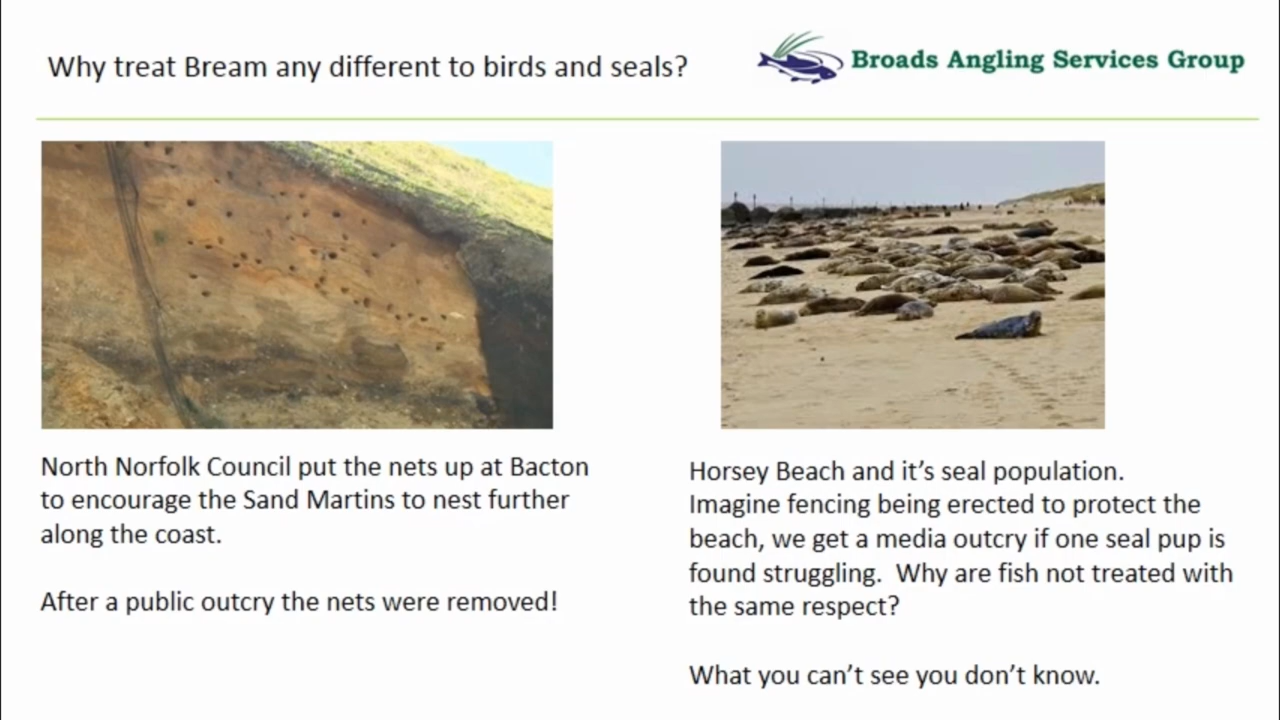 Why treat Bream any different to birds and seals?
Broads Angling Services Group
North Norfolk Council put the nets up at Bacton
to encourage the Sand Martins to nest further
along the coast.
After a public outcry the nets were removed!
Horsey Beach and it's seal population.
Imagine fencing being erected to protect the
beach, we get a media outcry if one seal pup is
found struggling.  Why are fish not treated with
the same respect?
What you can't see you don't know.